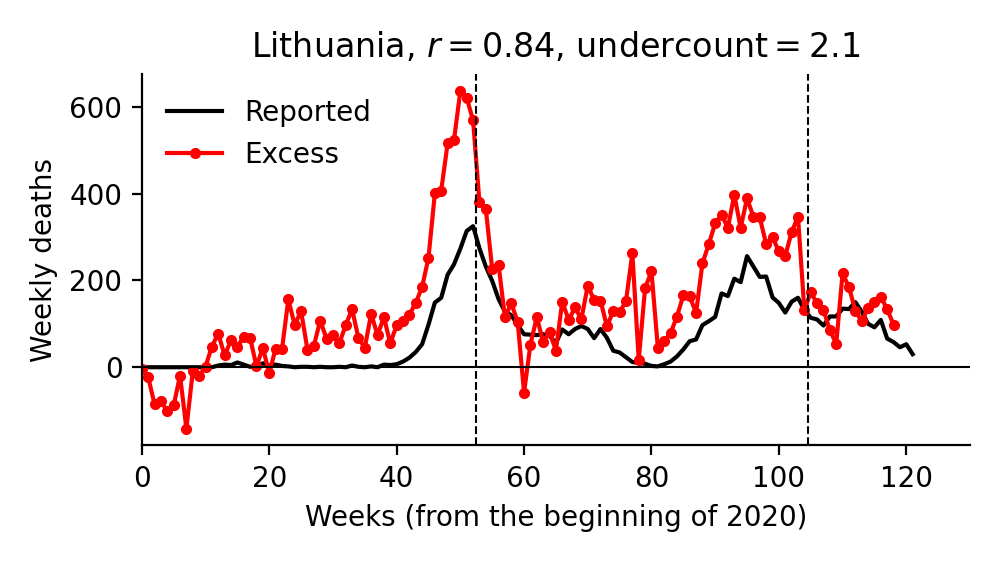 Lithuania, r = 0.84, undercount = 2.1
Reported
Excess
Weekly deaths
600
400
200
0
0 20 40 60 80 100 120
Weeks (from the beginning of 2020)